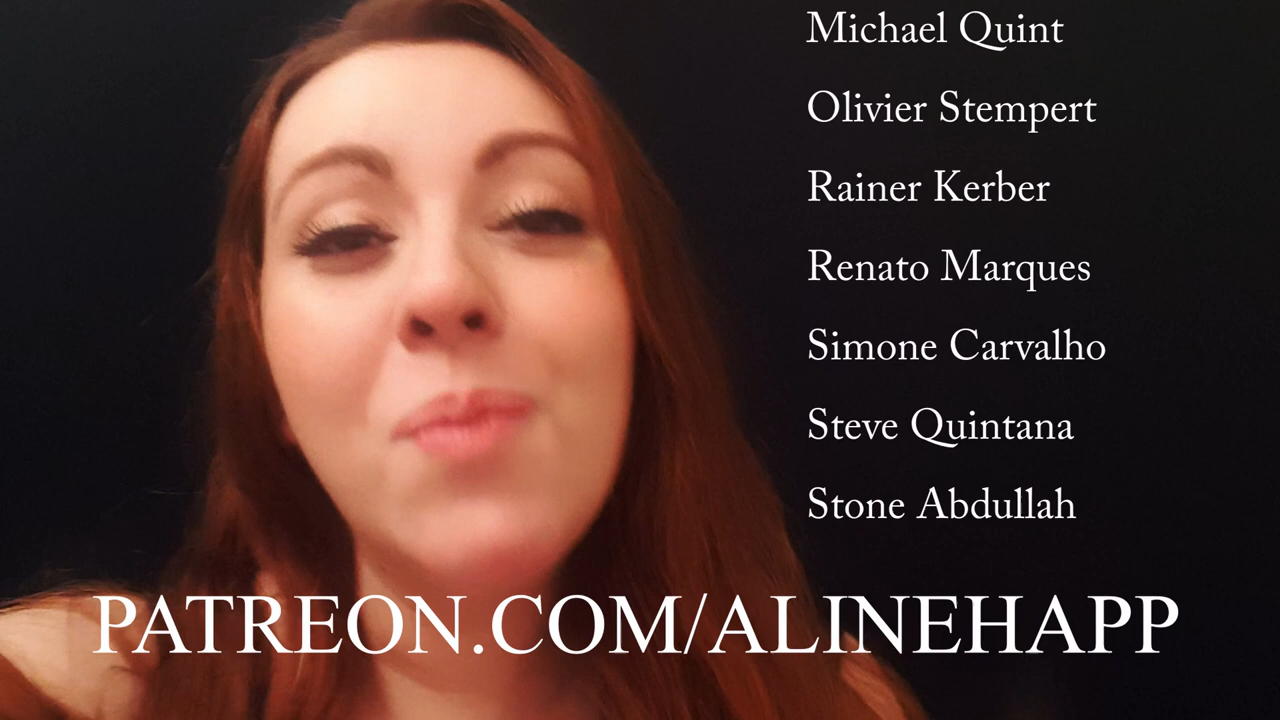 Michael Quint
Olivier Stempert
Rainer Kerber
Renato Marques
Simone Carvalho
Steve Quintana
Stone Abdullah
PATREON.COM/ALINEHAPP